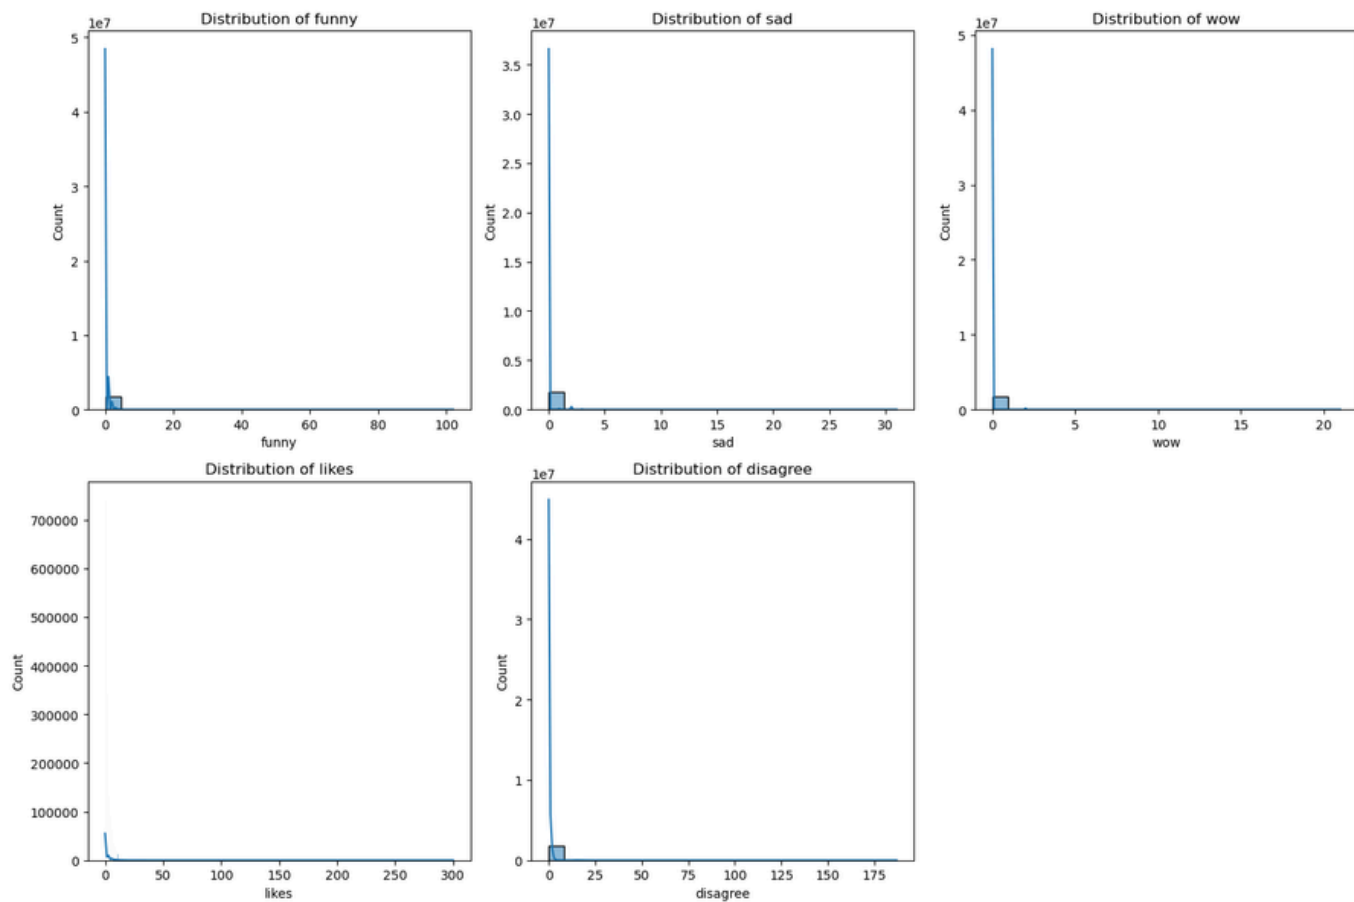 Distribution of funny
1e7
5
4
3
2
1
0
Count
0 20 40 60 80 100
funny
Distribution of sad
1e7
3.5
3.0
2.5
2.0
1.5
1.0
0.5
0.0
Count
0 5 10 15 20 25 30
sad
Distribution of wow
1e7
5
4
3
2
1
0
Count
0 5 10 15 20
wow
Distribution of likes
700000
600000
500000
400000
300000
200000
100000
0
Count
0 50 100 150 200 250 300
likes
Distribution of disagree
1e7
4
3
2
1
0
Count
0 25 50 75 100 125 150 175
disagree